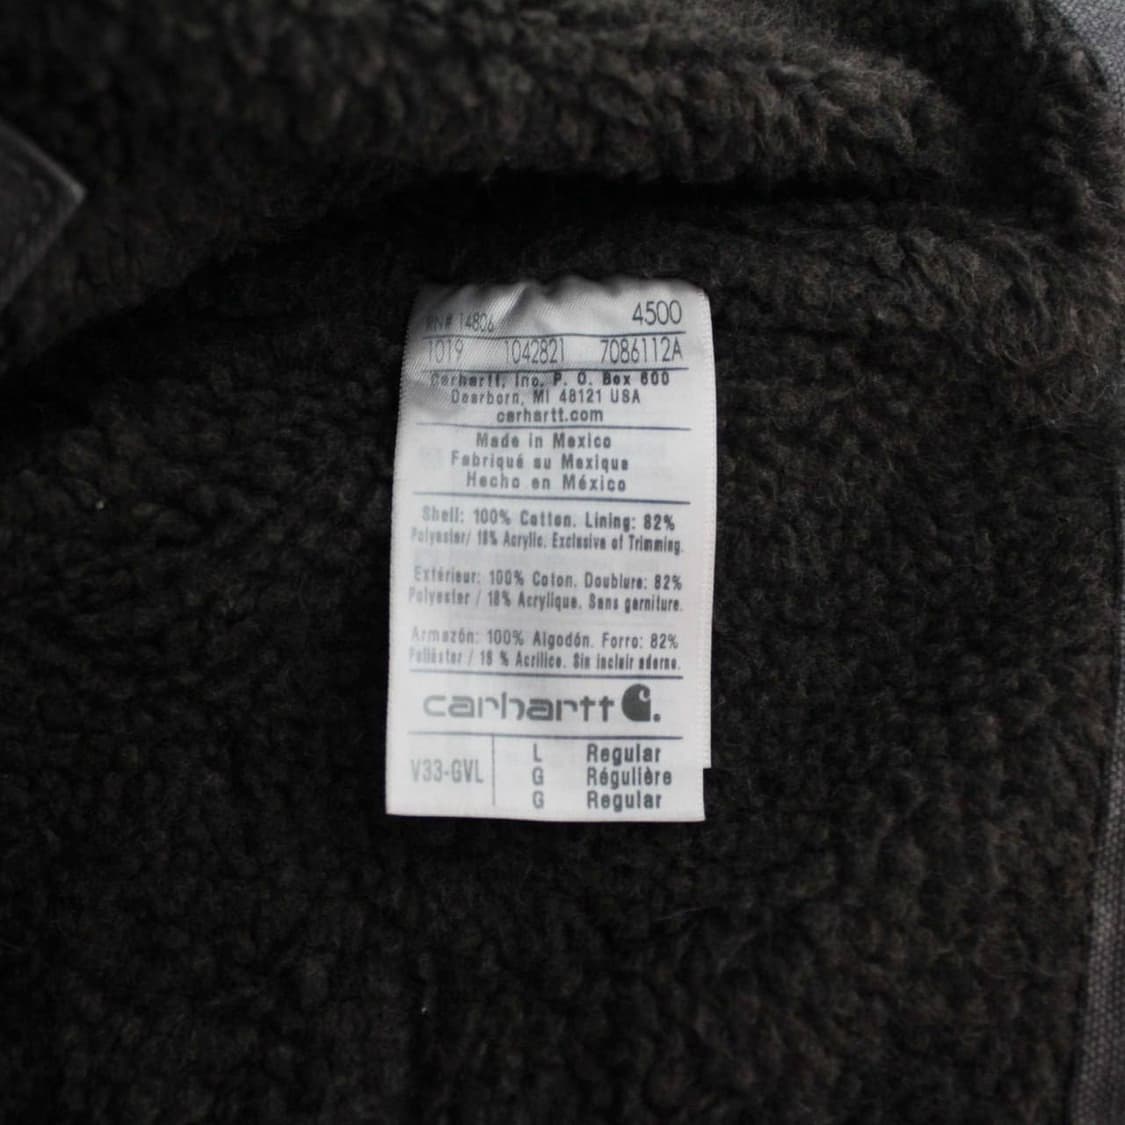 RN# 14806 4500
1019 1042821 7086112A
Carhartt, Inc. P. O. Box 600
Dearborn, MI 48121 USA
carhartt.com
Made in Mexico
Fabriqué au Mexique
Hecho en México
Shell: 100% Cotton. Lining: 82%
Polyester/ 18% Acrylic. Exclusive of Trimming.
Extérieur: 100% Coton. Doublure: 82%
Polyester / 18% Acrylique. Sans garniture.
Armazón: 100% Algodón. Forro: 82%
Poliéster / 18 % Acrilico. Sin incluir adorno.
carhartt
V33-GVL L Regular
G Régulière
G Regular